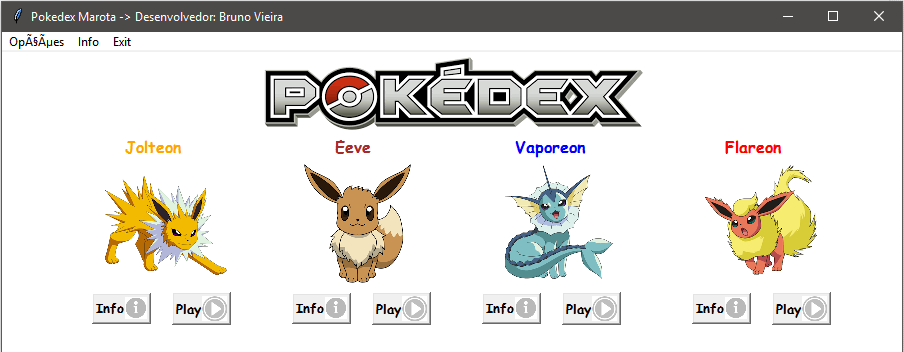 Pokedex Marota -> Desenvolvedor: Bruno Vieira
OpÃ§Ãµes Info Exit
POKÉDEX
Jolteon Eeve Vaporeon Flareon
Info Play Info Play Info Play Info Play